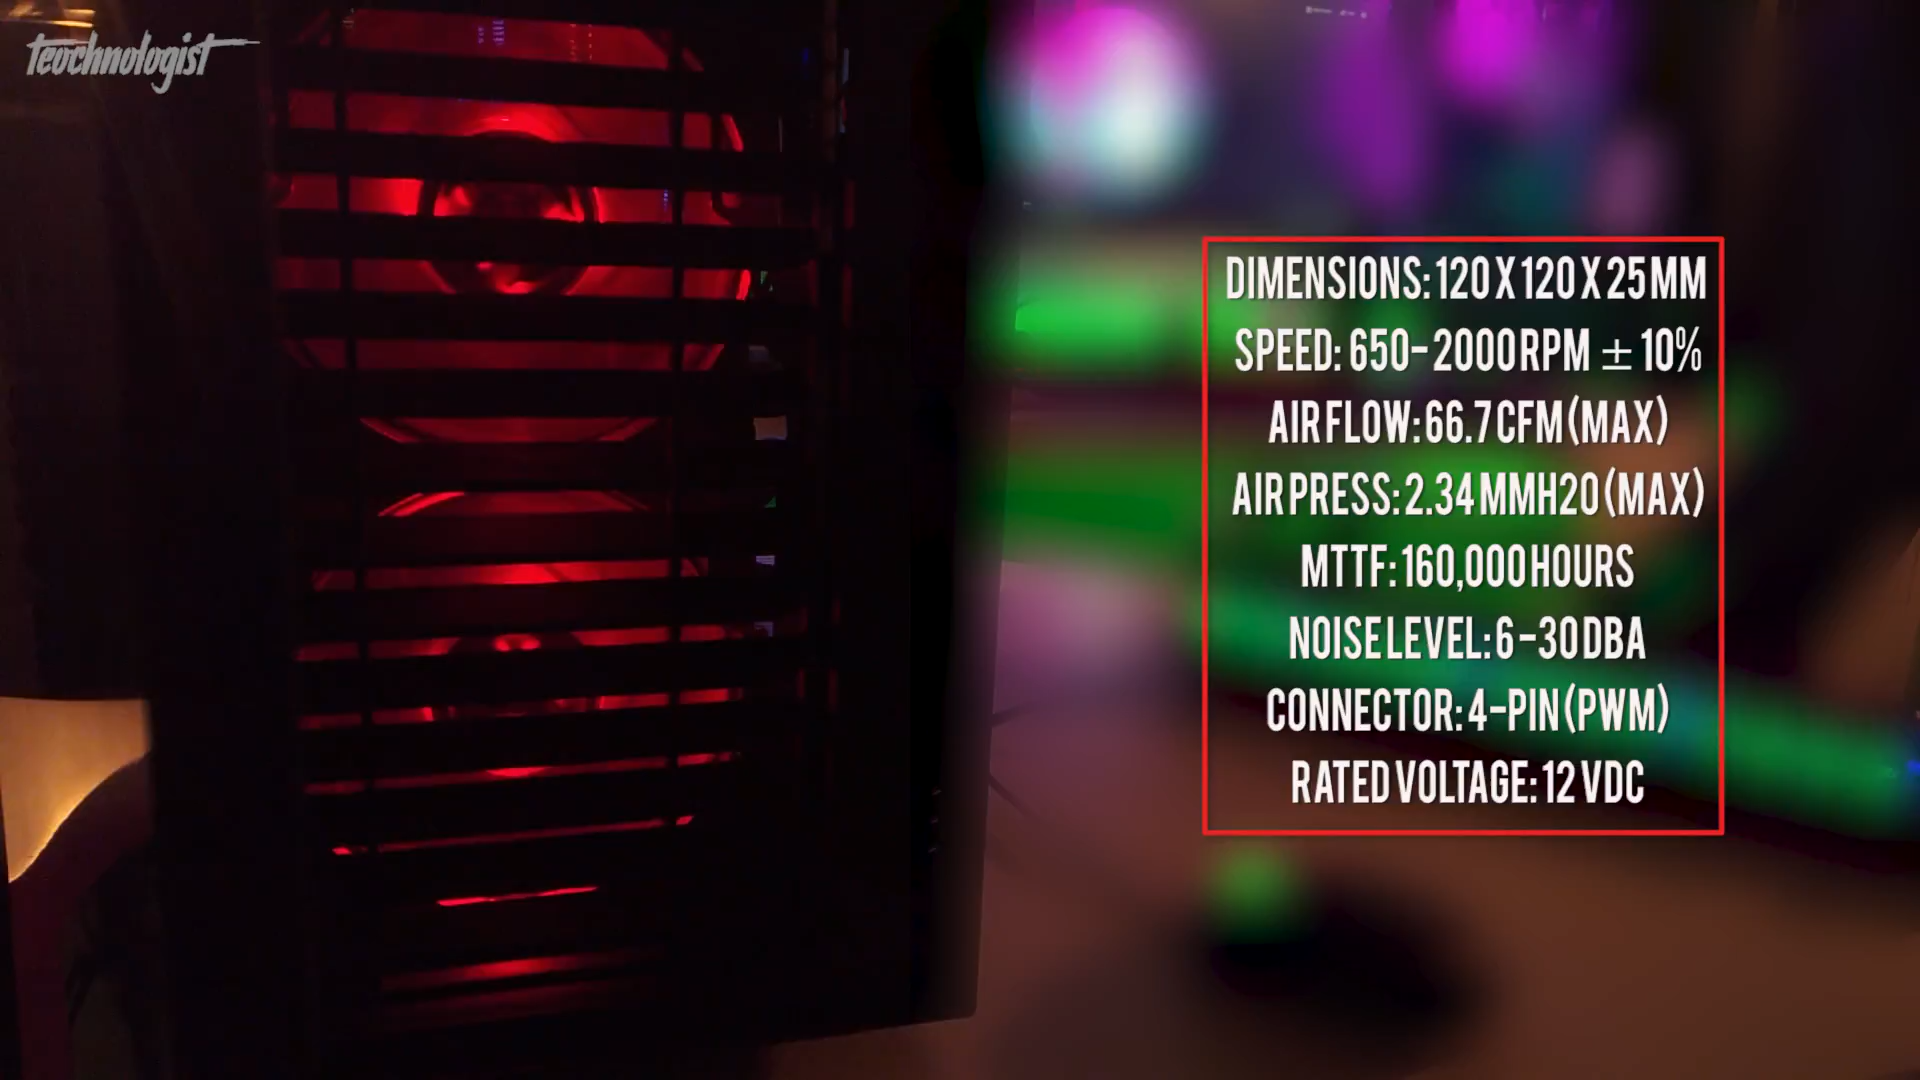 Teochnologist
DIMENSIONS: 120 X 120 X 25 MM
SPEED: 650-2000 RPM ± 10%
AIR FLOW: 66.7 CFM (MAX)
AIR PRESS: 2.34 MMH20 (MAX)
MTTF: 160,000 HOURS
NOISE LEVEL: 6-30 DBA
CONNECTOR: 4-PIN (PWM)
RATED VOLTAGE: 12 VDC